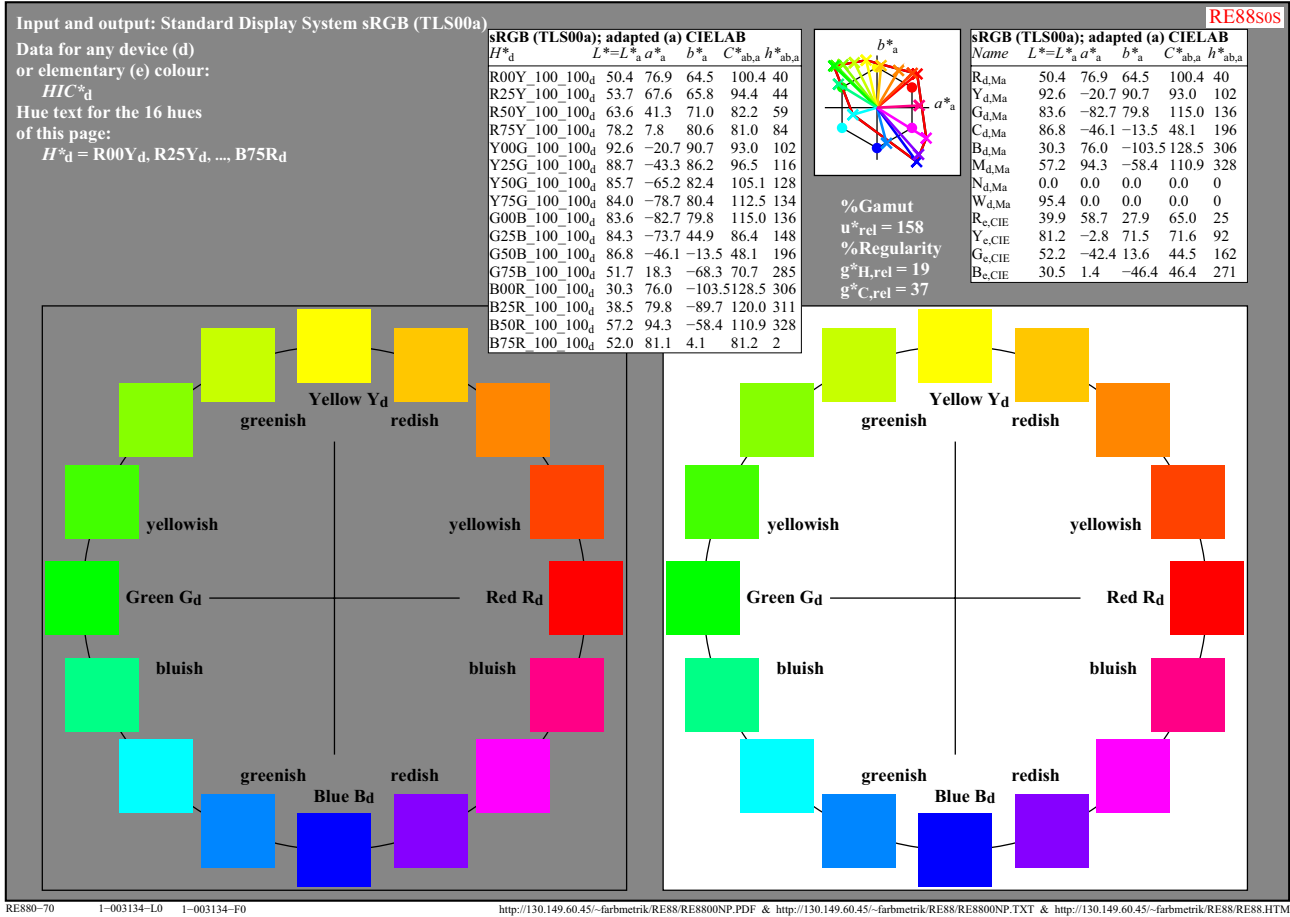 Input and output: Standard Display System sRGB (TLS00a)
RE88S0S
Data for any device (d)
or elementary (e) colour:
HIC*d
Hue text for the 16 hues
of this page:
H*d = R00Yd, R25Yd, ..., B75Rd
sRGB (TLS00a); adapted (a) CIELAB
H*d L*=L*a a*a b*a C*ab,a h*ab,a
R00Y_100_100d 50.4 76.9 64.5 100.4 40
R25Y_100_100d 53.7 67.6 65.8 94.4 44
R50Y_100_100d 63.6 41.3 71.0 82.2 59
R75Y_100_100d 78.2 7.8 80.6 81.0 84
Y00G_100_100d 92.6 −20.7 90.7 93.0 102
Y25G_100_100d 88.7 −43.3 86.2 96.5 116
Y50G_100_100d 85.7 −65.2 82.4 105.1 128
Y75G_100_100d 84.0 −78.7 80.4 112.5 134
G00B_100_100d 83.6 −82.7 79.8 115.0 136
G25B_100_100d 84.3 −73.7 44.9 86.4 148
G50B_100_100d 86.8 −46.1 −13.5 48.1 196
G75B_100_100d 51.7 18.3 −68.3 70.7 285
B00R_100_100d 30.3 76.0 −103.5 128.5 306
B25R_100_100d 38.5 79.8 −89.7 120.0 311
B50R_100_100d 57.2 94.3 −58.4 110.9 328
B75R_100_100d 52.0 81.1 4.1 81.2 2
b*a
a*a
%Gamut
u*rel = 158
%Regularity
g*H,rel = 19
g*C,rel = 37
sRGB (TLS00a); adapted (a) CIELAB
Name L*=L*a a*a b*a C*ab,a h*ab,a
Rd,Ma 50.4 76.9 64.5 100.4 40
Yd,Ma 92.6 −20.7 90.7 93.0 102
Gd,Ma 83.6 −82.7 79.8 115.0 136
Cd,Ma 86.8 −46.1 −13.5 48.1 196
Bd,Ma 30.3 76.0 −103.5 128.5 306
Md,Ma 57.2 94.3 −58.4 110.9 328
Nd,Ma 0.0 0.0 0.0 0.0 0
Wd,Ma 95.4 0.0 0.0 0.0 0
Re,CIE 39.9 58.7 27.9 65.0 25
Ye,CIE 81.2 −2.8 71.5 71.6 92
Ge,CIE 52.2 −42.4 13.6 44.5 162
Be,CIE 30.5 1.4 −46.4 46.4 271
Yellow Yd
greenish redish
yellowish yellowish
Green Gd Red Rd
bluish bluish
greenish redish
Blue Bd
Yellow Yd
greenish redish
yellowish yellowish
Green Gd Red Rd
bluish bluish
greenish redish
Blue Bd
RE880−70 1−003134−L0 1−003134−F0 http://130.149.60.45/~farbmetrik/RE88/RE8800NP.PDF & http://130.149.60.45/~farbmetrik/RE88/RE8800NP.TXT & http://130.149.60.45/~farbmetrik/RE88/RE88.HTM